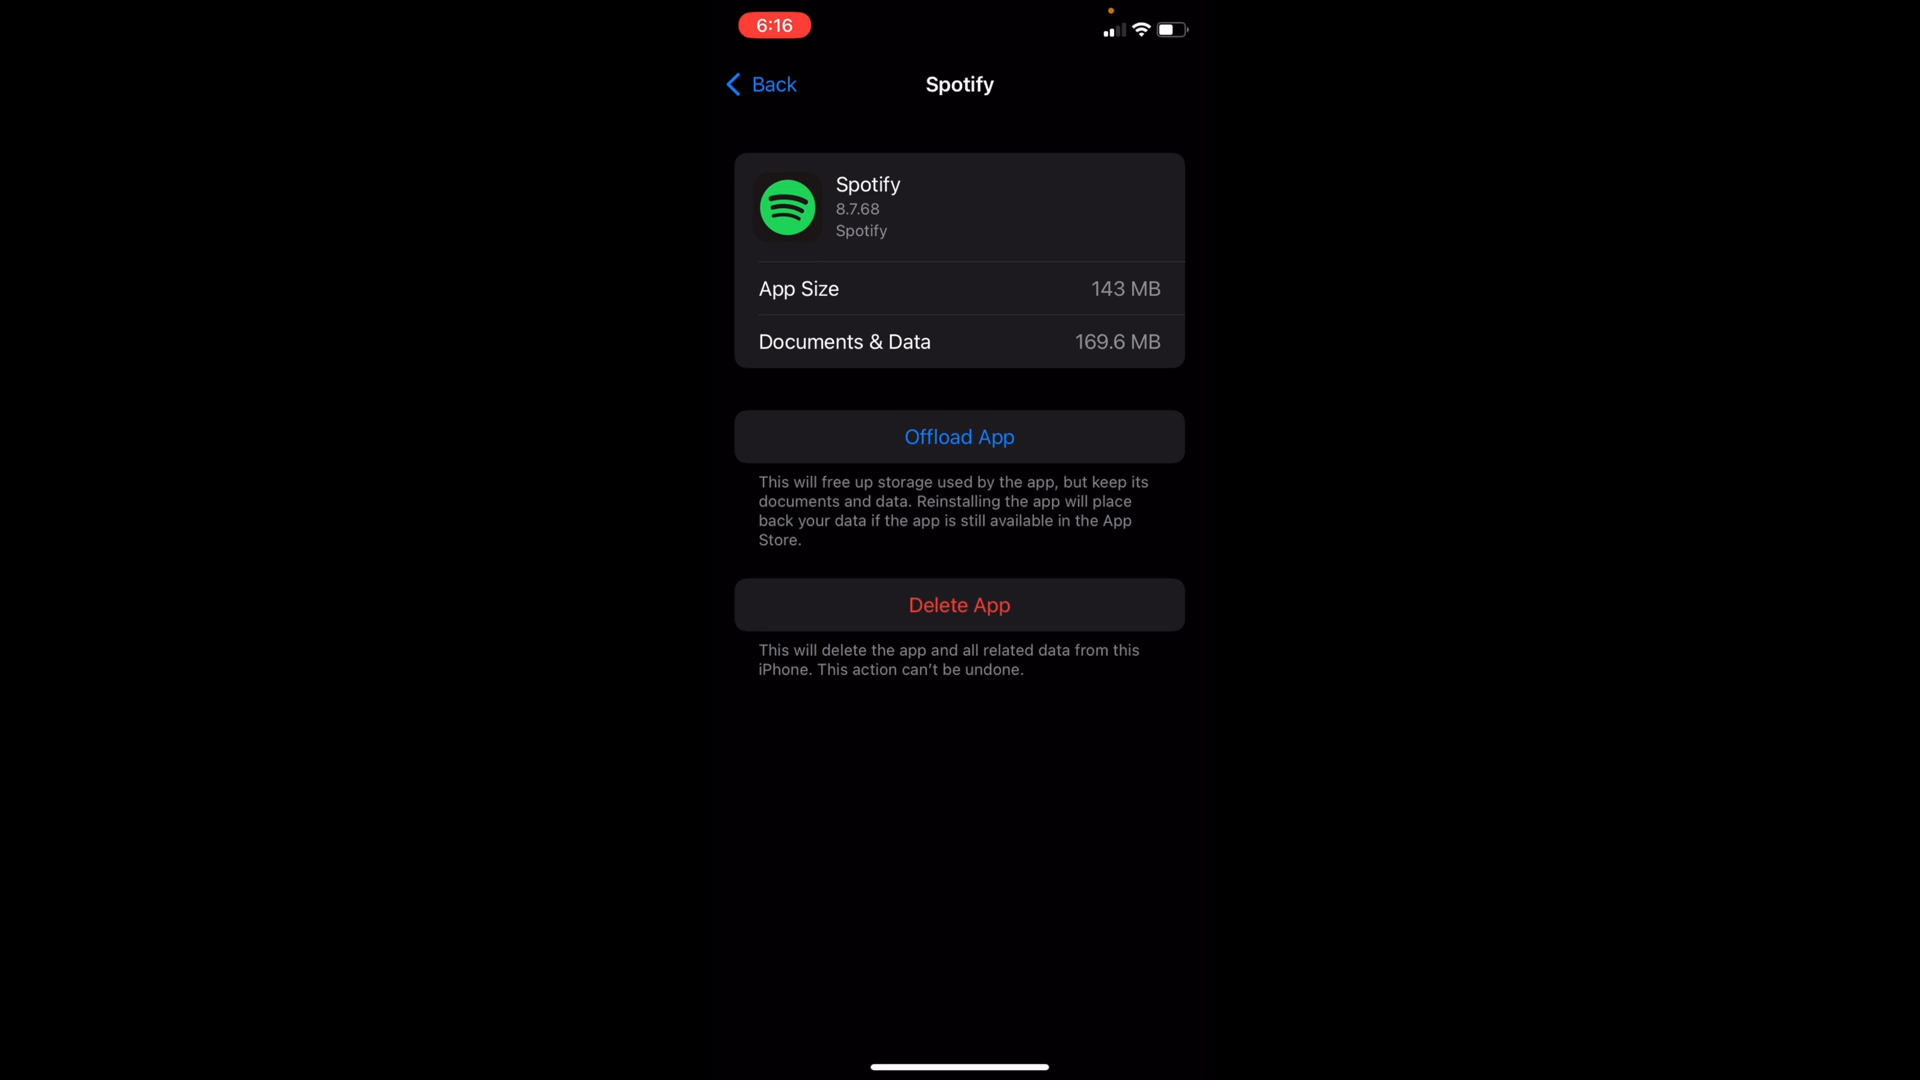 6:16
Back
Spotify
Spotify
8.7.68
Spotify
App Size 143 MB
Documents & Data 169.6 MB
Offload App
This will free up storage used by the app, but keep its
documents and data. Reinstalling the app will place
back your data if the app is still available in the App
Store.
Delete App
This will delete the app and all related data from this
iPhone. This action can’t be undone.